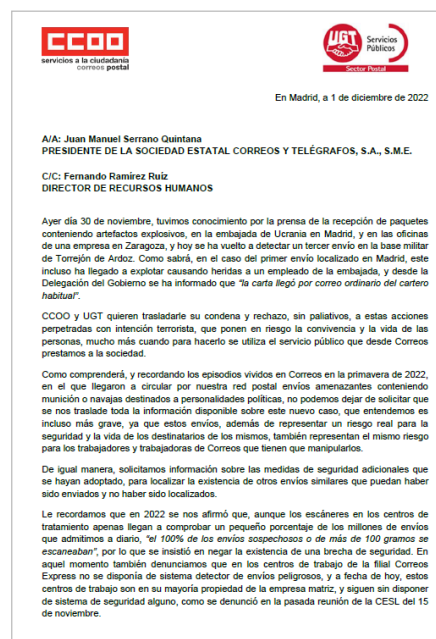 CCOO
servicios a la ciudadanía
correos postal
UGT
Servicios
Públicos
Sector Postal
En Madrid, a 1 diciembre de 2022
A/A: Juan Manuel Serrano Quintana
PRESIDENTE DE LA SOCIEDAD ESTATAL CORREOS Y TELÉGRAFOS, S.A., S.M.E.
C/C: Fernando Ramírez Ruíz
DIRECTOR DE RECURSOS HUMANOS
Ayer día 30 de noviembre, tuvimos conocimiento por la prensa de la recepción de paquetes
conteniendo artefactos explosivos, en la embajada de Ucrania en Madrid, y en las oficinas
de una empresa en Zaragoza, y hoy se ha vuelto a detectar un tercer envío en la base militar
de Torrejón de Ardoz. Como sabrá, en el caso del primer envío localizado en Madrid, este
incluso ha llegado a explotar causando heridas a un empleado de la embajada, y desde la
Delegación del Gobierno se ha informado que "la carta llegó por correo ordinario del cartero
habitual".
CCOO y UGT quieren trasladarle su condena y rechazo, sin paliativos, a estas acciones
perpetradas con intención terrorista, que ponen en riesgo la convivencia y la vida de las
personas, mucho más cuando para hacerlo se utiliza el servicio público que desde Correos
prestamos a la sociedad.
Como comprenderá, y recordando los episodios vividos en Correos en la primavera de 2022,
en el que llegaron a circular por nuestra red postal envíos amenazantes conteniendo
munición o navajas destinados a personalidades políticas, no podemos dejar de solicitar que
se nos traslade toda la información disponible sobre este nuevo caso, que entendemos es
incluso más grave, ya que estos envíos, además de representar un riesgo real para la
seguridad y la vida de los destinatarios de los mismos, también representan el mismo riesgo
para los trabajadores y trabajadoras de Correos que tienen que manipularlos.
De igual manera, solicitamos información sobre las medidas de seguridad adicionales que
se hayan adoptado, para localizar la existencia de otros envíos similares que puedan haber
sido enviados y no haber sido localizados.
Le recordamos que en 2022 se nos afirmó que, aunque los escáneres en los centros de
tratamiento apenas llegan a comprobar un pequeño porcentaje de los millones de envíos
que admitimos a diario, "el 100% de los envíos sospechosos o de más de 100 gramos se
escaneaban", por lo que se insistió en negar la existencia de una brecha de seguridad. En
aquel momento también denunciamos que en los centros de trabajo de la filial Correos
Express no se disponía de sistema detector de envíos peligrosos, y a fecha de hoy, estos
centros de trabajo son en su mayoría propiedad de la empresa matriz, y siguen sin disponer
de sistema de seguridad alguno, como se denunció en la pasada reunión de la CESL del 15
de noviembre.